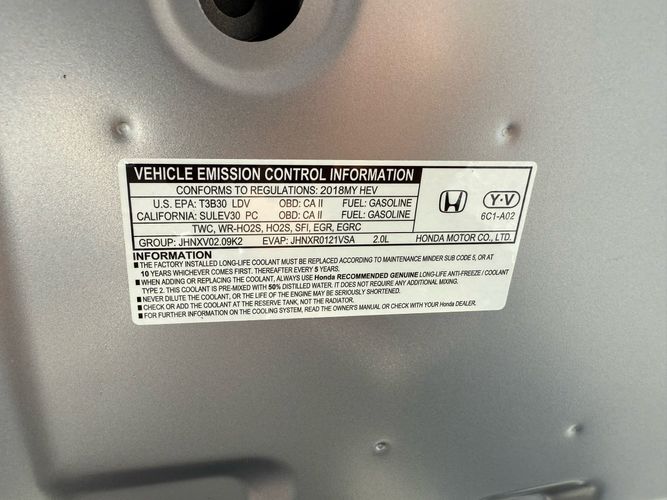 VEHICLE EMISSION CONTROL INFORMATION
CONFORMS TO REGULATIONS: 2018MY HEV
U.S. EPA: T3B30 LDV OBD: CA II FUEL: GASOLINE
CALIFORNIA: SULEV30 PC OBD: CA II FUEL: GASOLINE
TWC, WR-HO2S, HO2S, SFI, EGR, EGRC
GROUP: JHNXV02.09K2 EVAP: JHNXR0121VSA 2.0L HONDA MOTOR CO., LTD.
Y·V
6C1-A02
INFORMATION
■ THE FACTORY INSTALLED LONG-LIFE COOLANT MUST BE REPLACED ACCORDING TO MAINTENANCE MINDER SUB CODE 5, OR AT
10 YEARS WHICHEVER COMES FIRST. THEREAFTER EVERY 5 YEARS.
■ WHEN ADDING OR REPLACING THE COOLANT, ALWAYS USE Honda RECOMMENDED GENUINE LONG-LIFE ANTI-FREEZE / COOLANT
TYPE 2. THIS COOLANT IS PRE-MIXED WITH 50% DISTILLED WATER, IT DOES NOT REQUIRE ANY ADDITIONAL MIXING.
■ NEVER DILUTE THE COOLANT, OR THE LIFE OF THE ENGINE MAY BE SERIOUSLY SHORTENED.
■ CHECK OR ADD THE COOLANT AT THE RESERVE TANK, NOT THE RADIATOR.
■ FOR FURTHER INFORMATION ON THE COOLING SYSTEM, READ THE OWNER'S MANUAL OR CHECK WITH YOUR Honda DEALER.